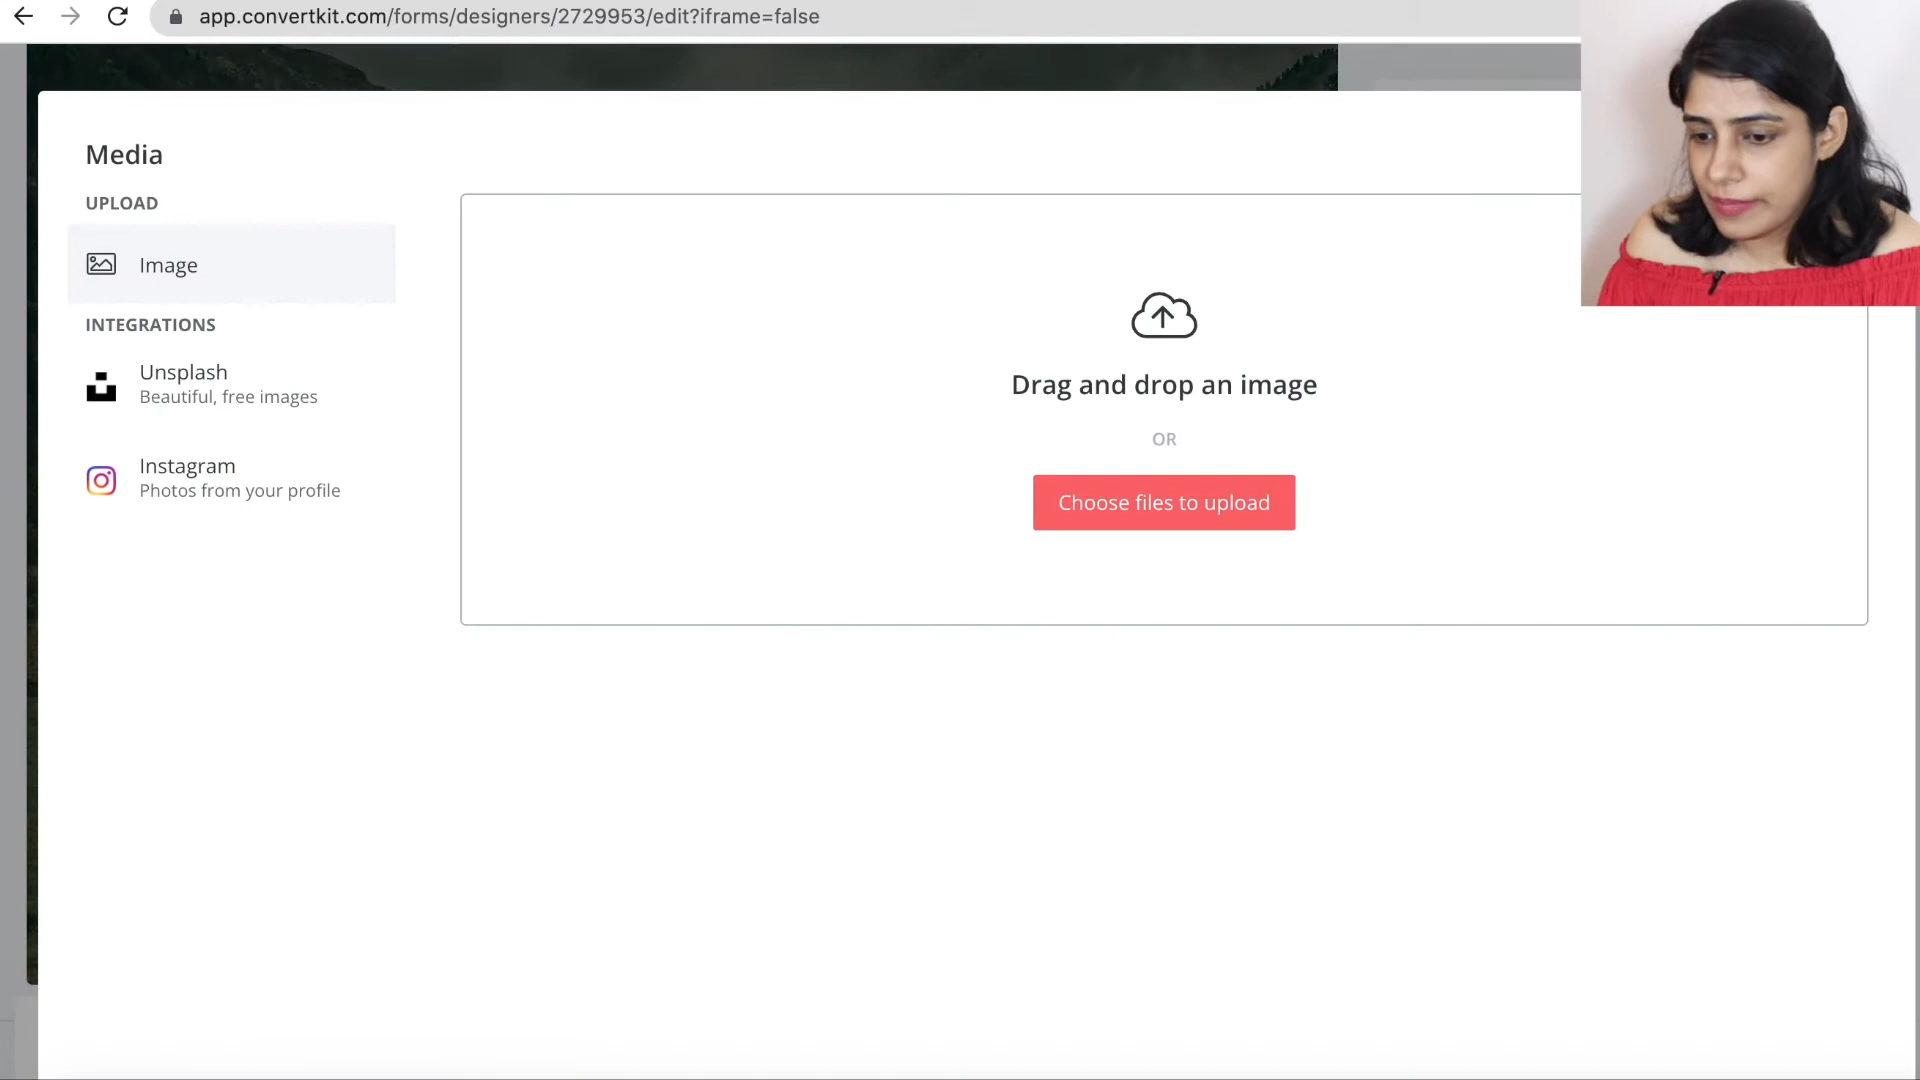 app.convertkit.com/forms/designers/2729953/edit?iframe=false
Media
UPLOAD
Image
INTEGRATIONS
Unsplash
Beautiful, free images
Instagram
Photos from your profile
Drag and drop an image
OR
Choose files to upload